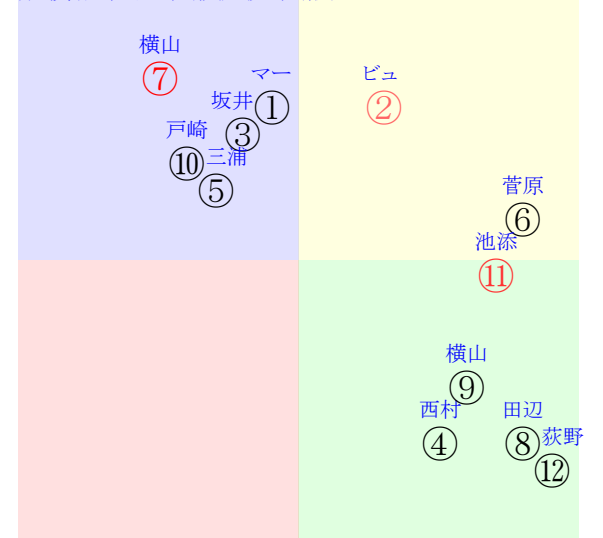 横山
⑦
マー
①
ビュ
②
坂井
③
戸崎
⑩
三浦
⑤
菅原
⑥
池添
⑪
横山
⑨
西村
④
田辺
⑧
荻野
⑫